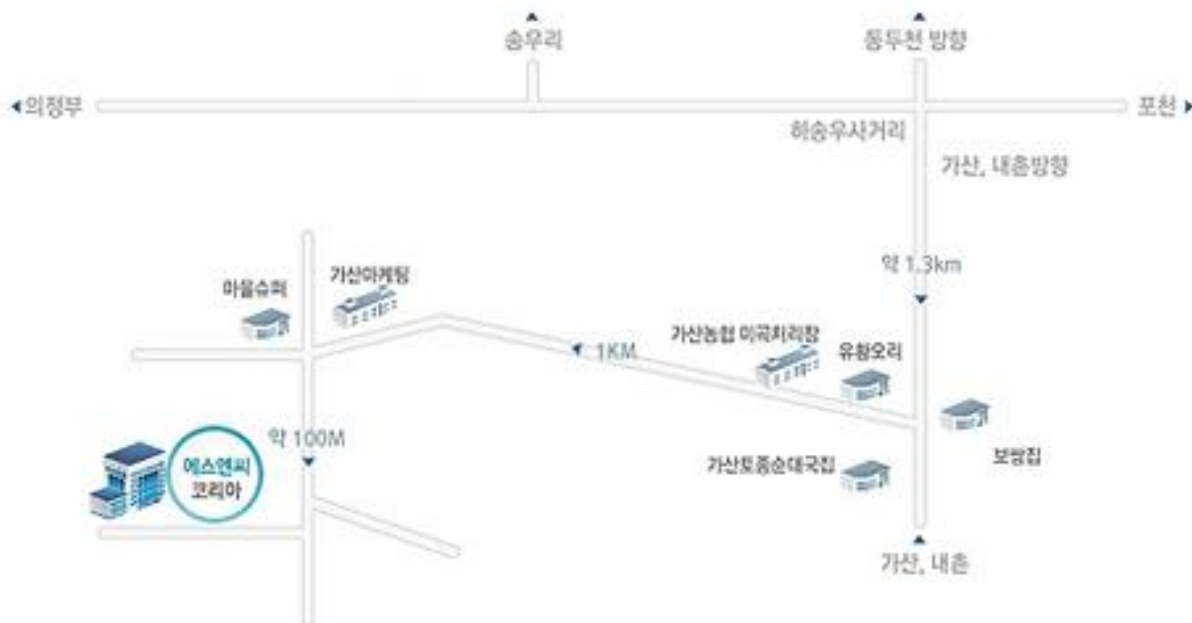 송우리
동두천 방향
의정부
포천
하송우사거리
가산, 내촌방향
약 1.3km
마을슈퍼
가산마케팅
가산농협 미곡처리장
유황오리
1KM
보쌈집
약 100M
에스엔씨
코리아
가산토종순대국집
가산, 내촌